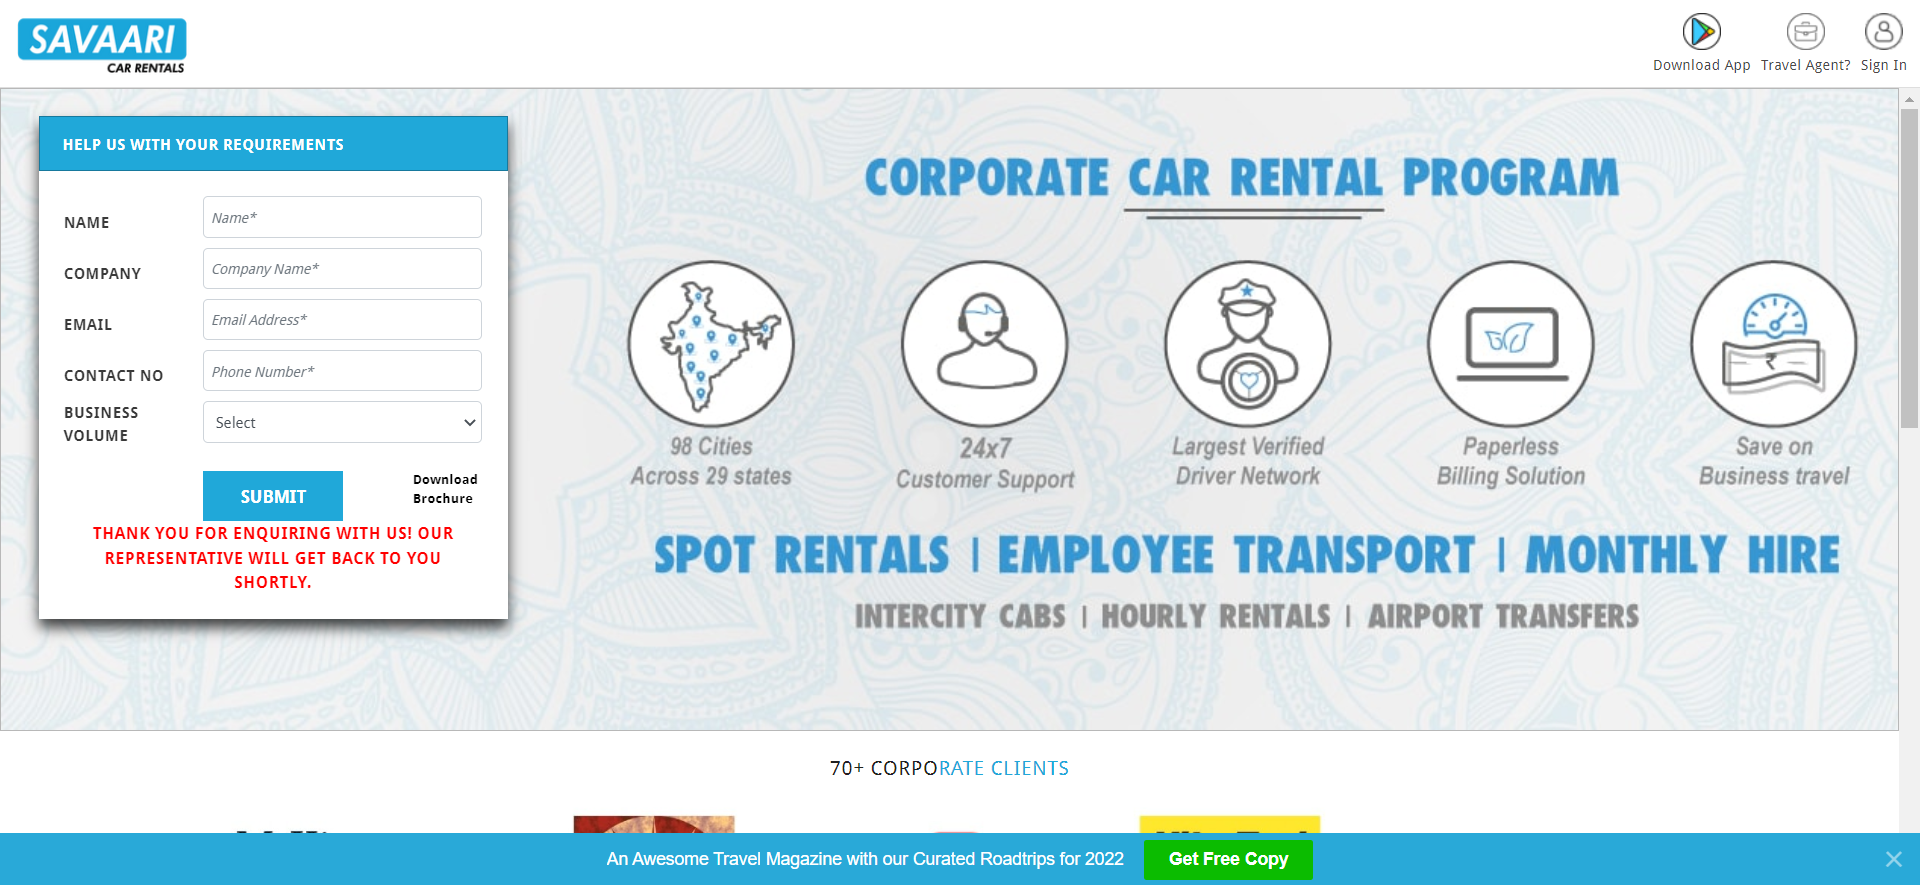 SAVAARI
CAR RENTALS
Download App
Travel Agent?
Sign In
HELP US WITH YOUR REQUIREMENTS
NAME
Name*
COMPANY
Company Name*
EMAIL
Email Address*
CONTACT NO
Phone Number*
BUSINESS
VOLUME
Select
SUBMIT
Download
Brochure
THANK YOU FOR ENQUIRING WITH US! OUR
REPRESENTATIVE WILL GET BACK TO YOU
SHORTLY.
CORPORATE CAR RENTAL PROGRAM
₹
98 Cities
Across 29 states
24x7
Customer Support
Largest Verified
Driver Network
Paperless
Billing Solution
Save on
Business travel
SPOT RENTALS | EMPLOYEE TRANSPORT | MONTHLY HIRE
INTERCITY CABS | HOURLY RENTALS | AIRPORT TRANSFERS
70+ CORPORATE CLIENTS
An Awesome Travel Magazine with our Curated Roadtrips for 2022
Get Free Copy